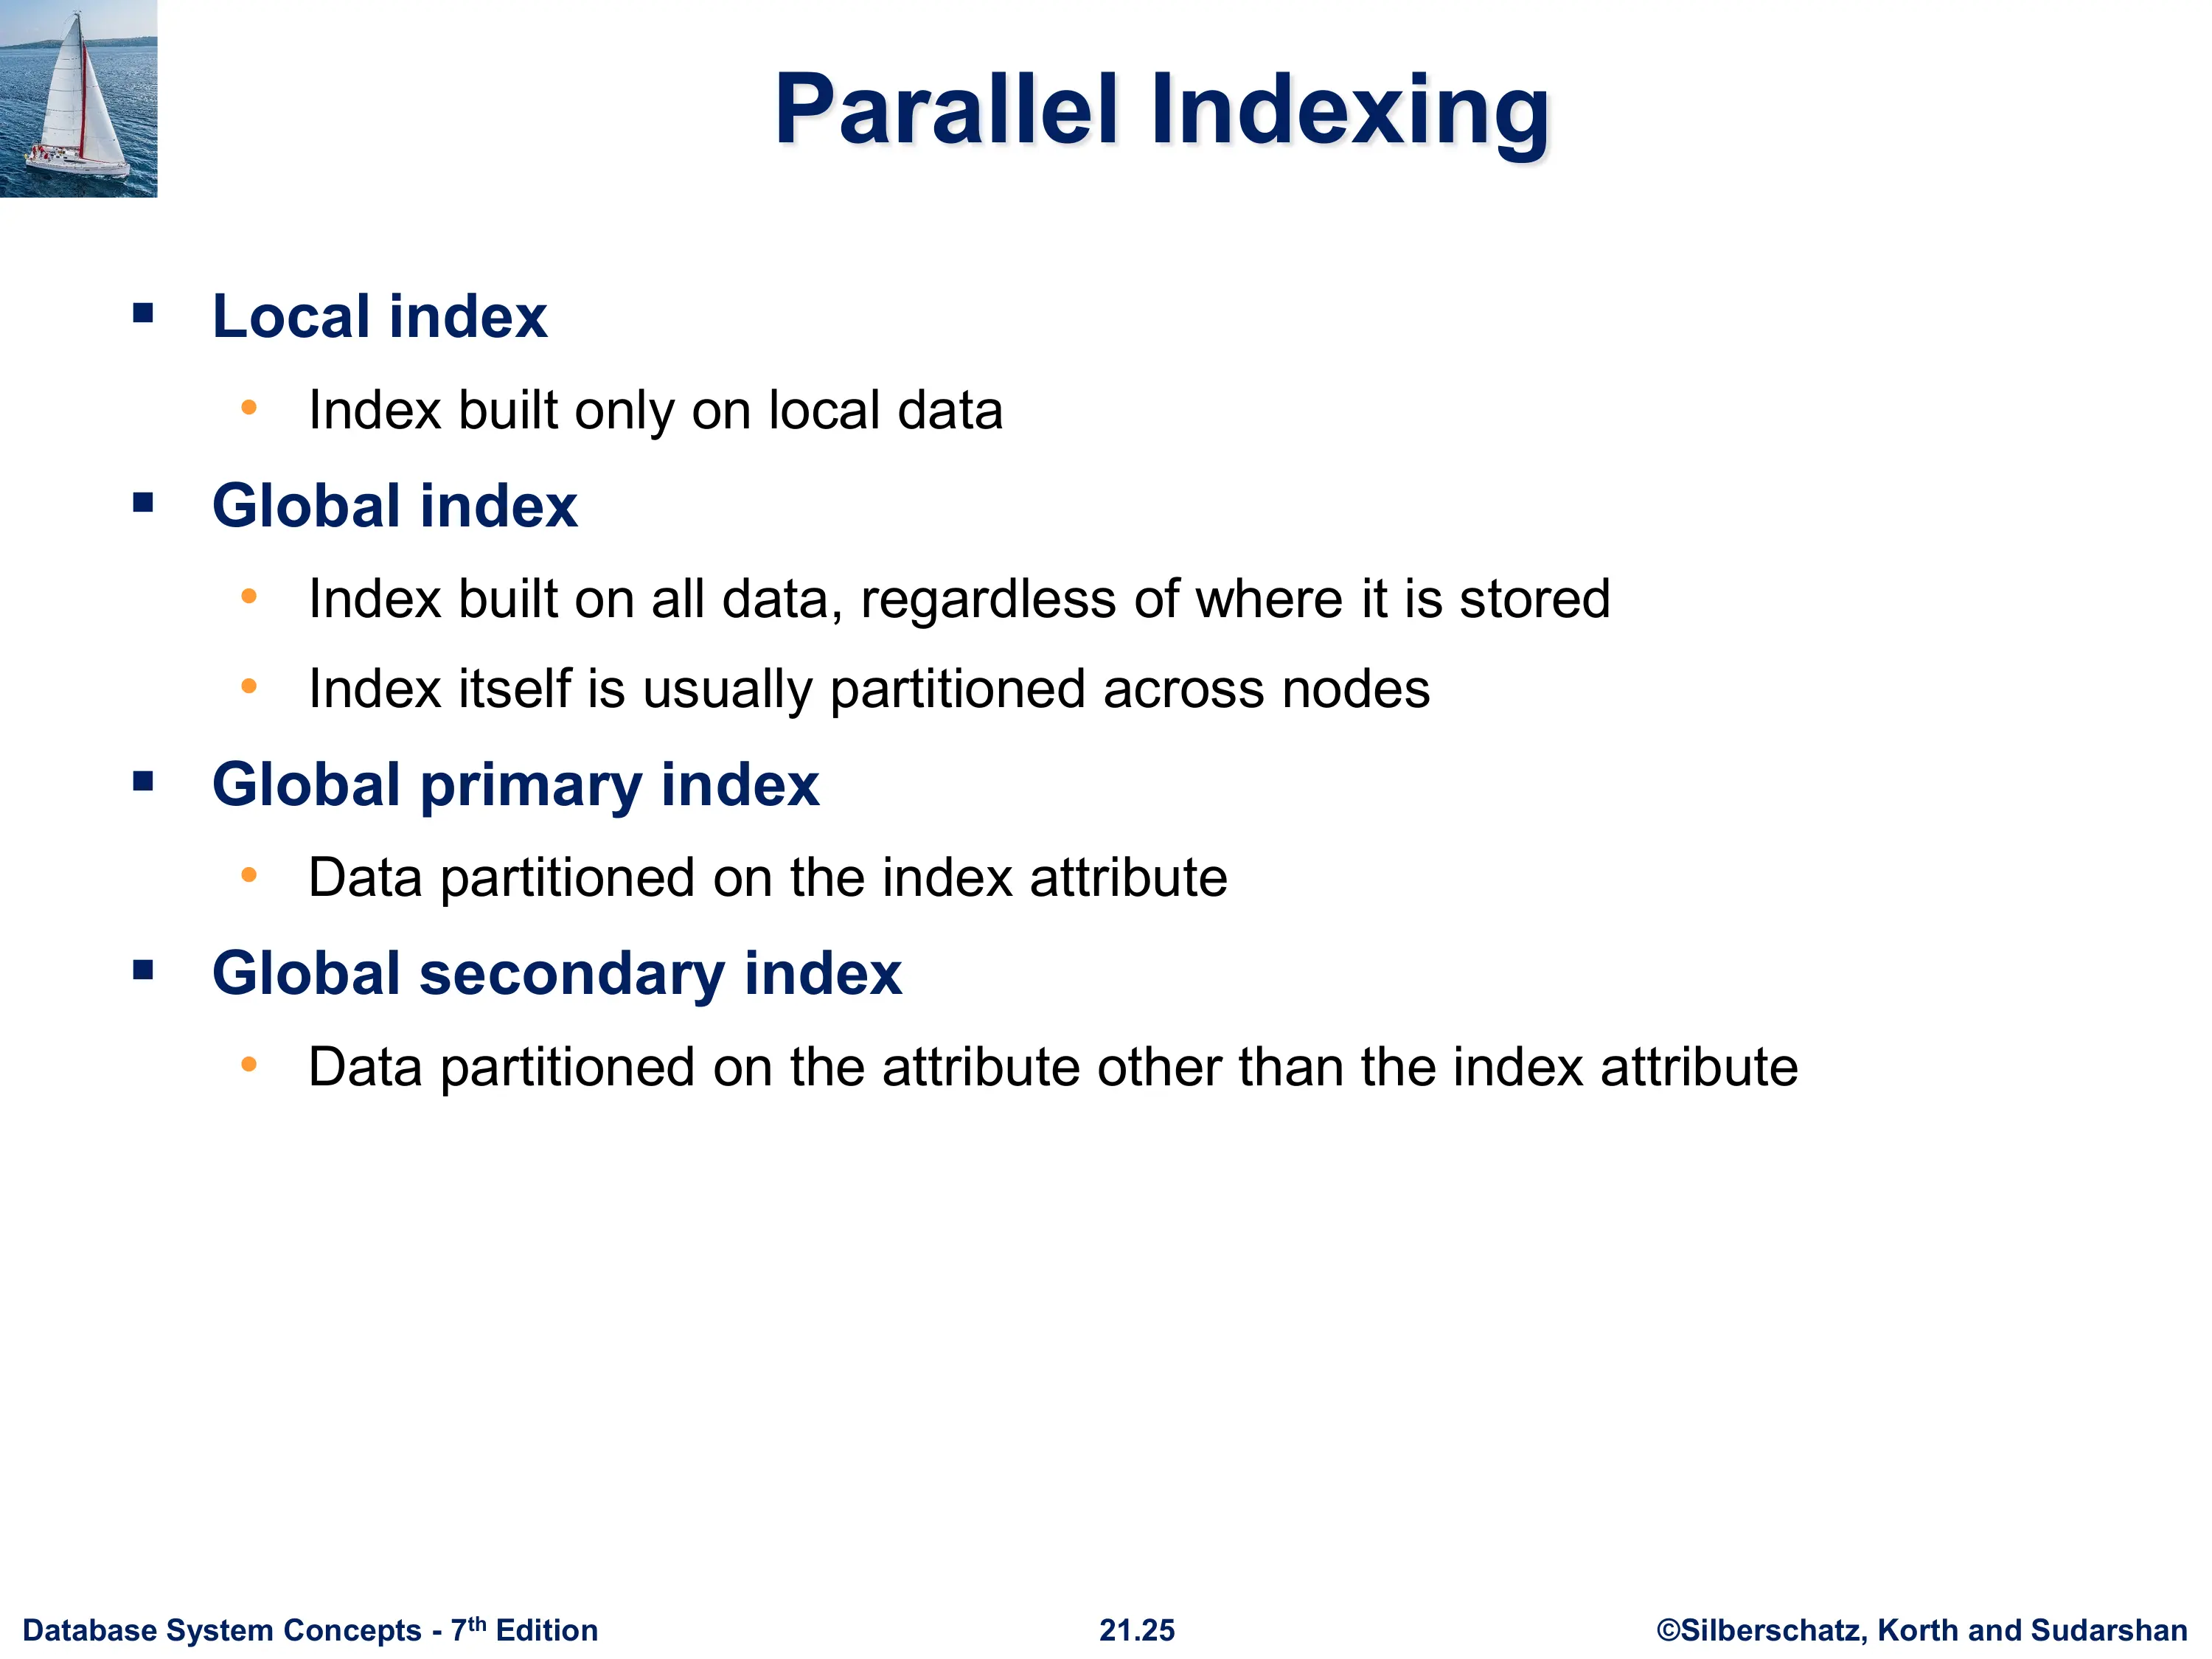 Parallel Indexing
▪ Local index
• Index built only on local data
▪ Global index
• Index built on all data, regardless of where it is stored
• Index itself is usually partitioned across nodes
▪ Global primary index
• Data partitioned on the index attribute
▪ Global secondary index
• Data partitioned on the attribute other than the index attribute
Database System Concepts - 7th Edition 21.25 ©Silberschatz, Korth and Sudarshan